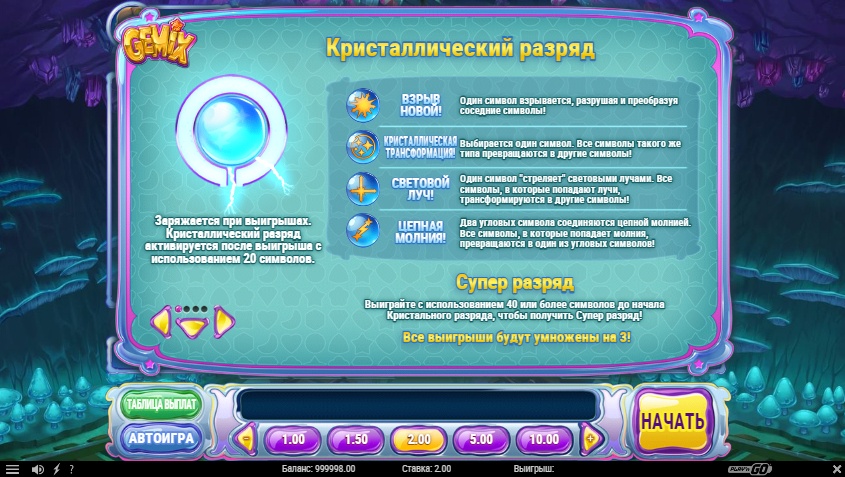 GEMIX
Кристаллический разряд
ВЗРЫВ
НОВОЙ!
Один символ взрывается, разрушая и преобразуя
соседние символы!
КРИСТАЛЛИЧЕСКАЯ
ТРАНСФОРМАЦИЯ!
Выбирается один символ. Все символы такого же
типа превращаются в другие символы!
СВЕТОВОЙ
ЛУЧ!
Один символ "стреляет" световыми лучами. Все
символы, в которые попадают лучи,
трансформируются в другие символы!
ЦЕПНАЯ
МОЛНИЯ!
Два угловых символа соединяются цепной молнией.
Все символы, в которые попадает молния,
превращаются в один из угловых символов!
Заряжается при выигрышах.
Кристаллический разряд
активируется после выигрыша с
использованием 20 символов.
Супер разряд
Выиграйте с использованием 40 или более символов до начала
Кристального разряда, чтобы получить Супер разряд!
Все выигрыши будут умножены на 3!
ТАБЛИЦА ВЫПЛАТ
АВТОИГРА
- 1.00 1.50 2.00 5.00 10.00 +
НАЧАТЬ
? Баланс: 999998.00 Ставка: 2.00 Выигрыш: PLAY'N GO